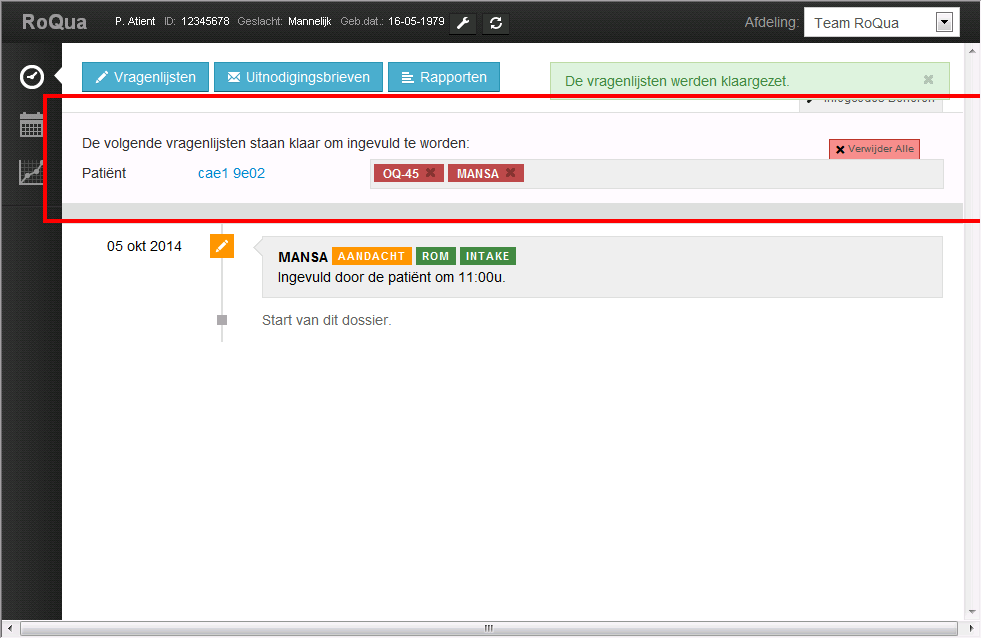 RoQua P. Atient ID: 12345678 Geslacht: Mannelijk Geb.dat.: 16-05-1979 Afdeling: Team RoQua
Vragenlijsten Uitnodigingsbrieven Rapporten
De vragenlijsten werden klaargezet.
De volgende vragenlijsten staan klaar om ingevuld te worden:
Verwijder Alle
Patiënt cae1 9e02 OQ-45 MANSA
05 okt 2014
MANSA AANDACHT ROM INTAKE
Ingevuld door de patiënt om 11:00u.
Start van dit dossier.